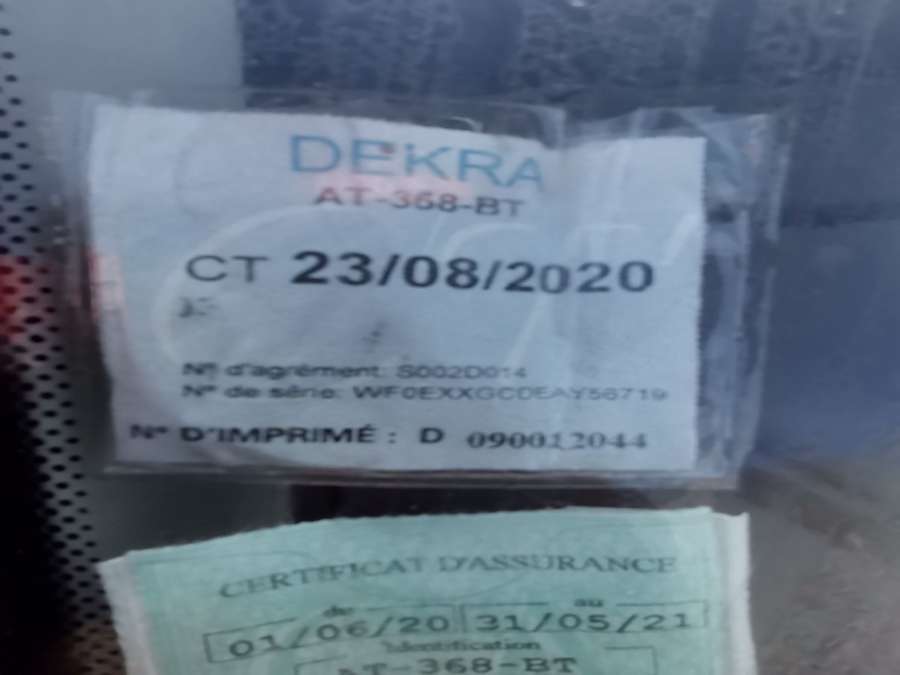 DEKRA
AT-368-BT
CT 23/08/2020
N° d'agrément: S002D014
N° de série: WF0EXXGCDEAY56719
N° D'IMPRIMÉ : D 090012044
CERTIFICAT D'ASSURANCE
de au
01/06/20 31/05/21
Identification
AT-368-BT